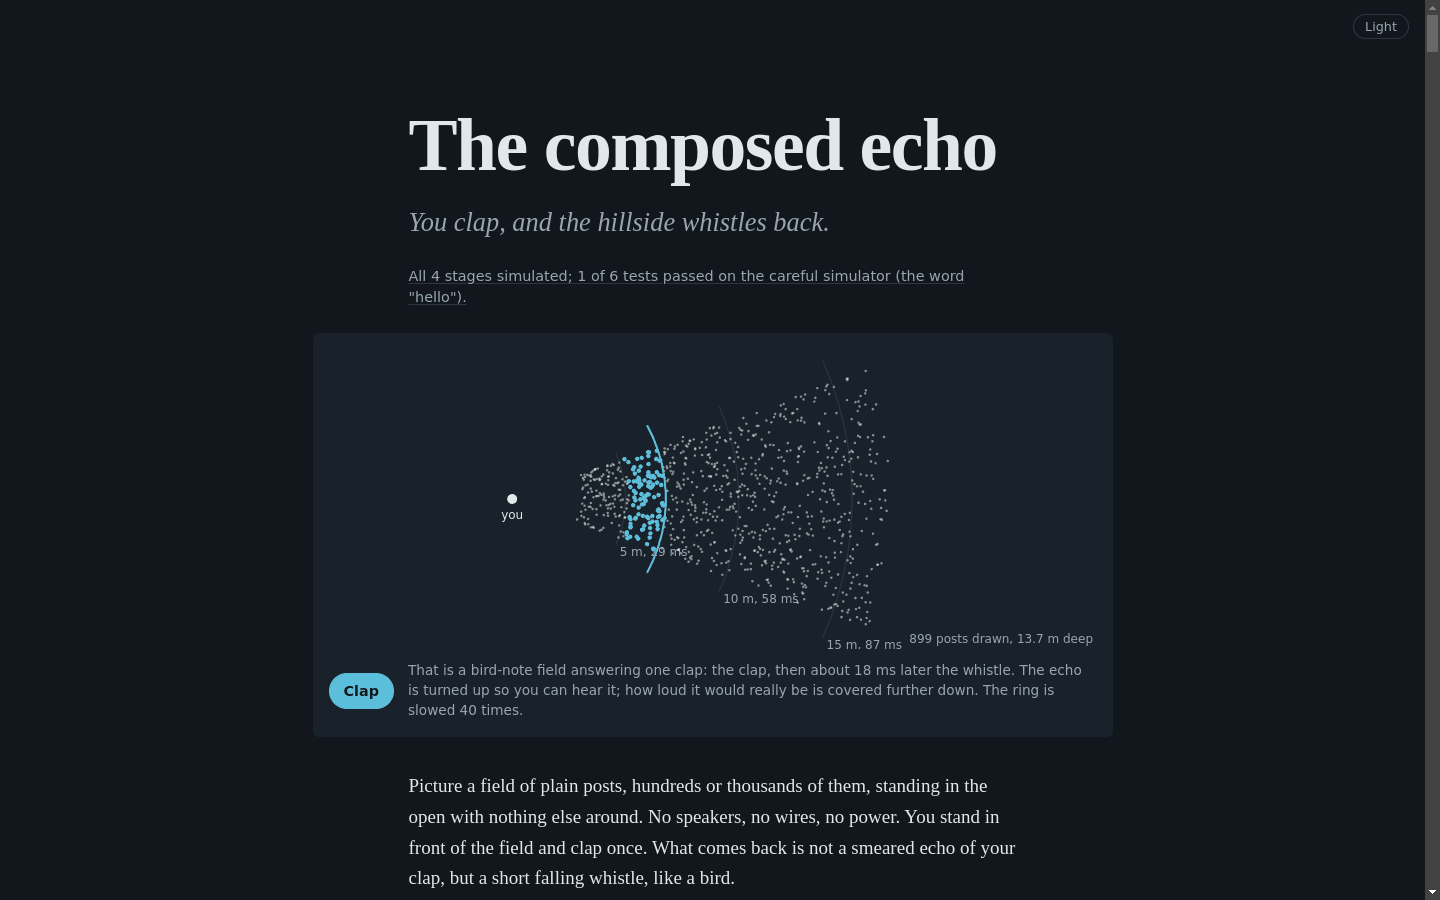 Light
The composed echo
You clap, and the hillside whistles back.
All 4 stages simulated; 1 of 6 tests passed on the careful simulator (the word
"hello").
you
5 m, 29 ms
10 m, 58 ms
15 m, 87 ms
899 posts drawn, 13.7 m deep
Clap
That is a bird-note field answering one clap: the clap, then about 18 ms later the whistle. The echo
is turned up so you can hear it; how loud it would really be is covered further down. The ring is
slowed 40 times.
Picture a field of plain posts, hundreds or thousands of them, standing in the
open with nothing else around. No speakers, no wires, no power. You stand in
front of the field and clap once. What comes back is not a smeared echo of your
clap, but a short falling whistle, like a bird.